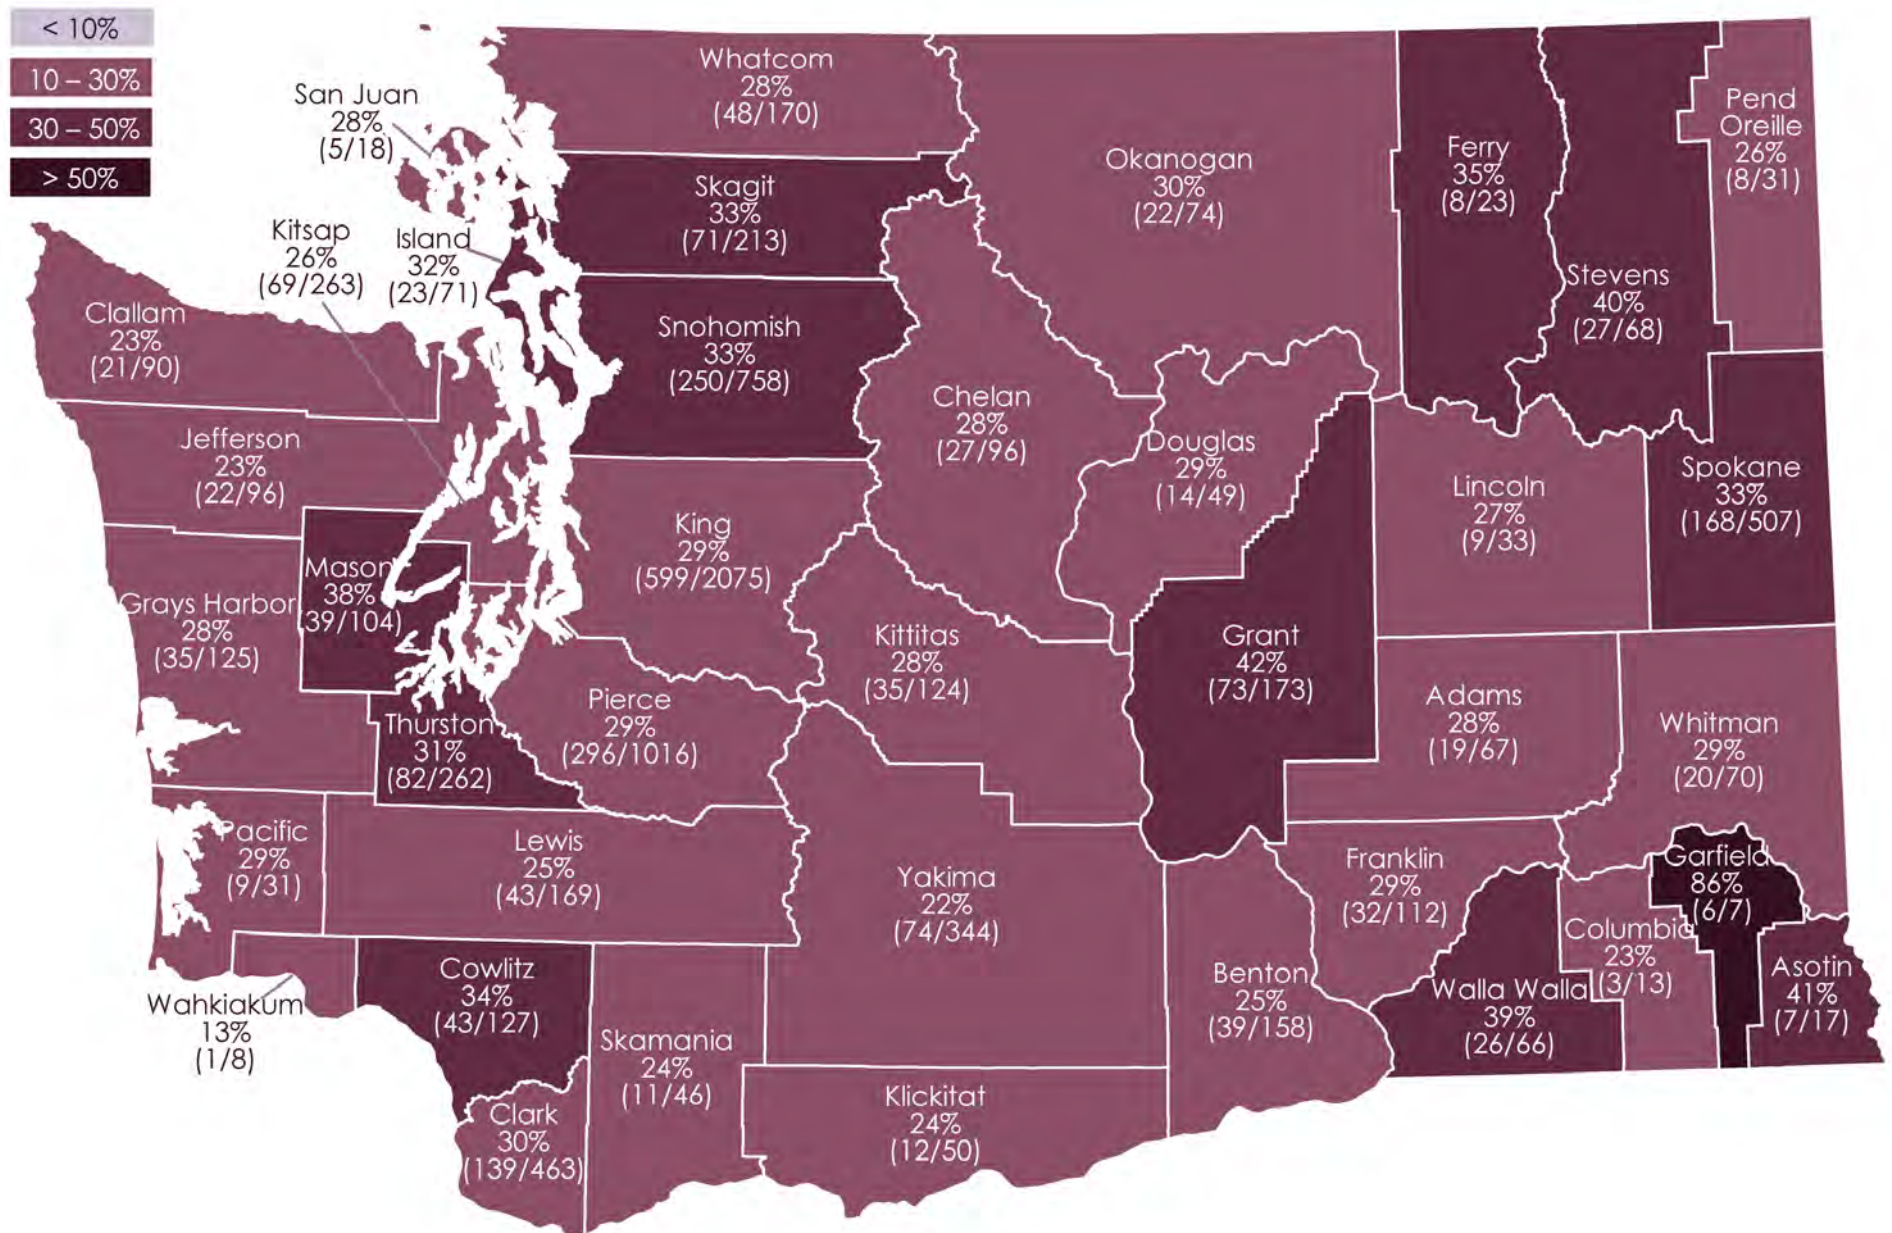 < 10%
10 – 30%
30 – 50%
> 50%
San Juan
28%
(5/18)
Kitsap
26%
(69/263)
Island
32%
(23/71)
Whatcom
28%
(48/170)
Skagit
33%
(71/213)
Snohomish
33%
(250/758)
Okanogan
30%
(22/74)
Ferry
35%
(8/23)
Stevens
40%
(27/68)
Pend
Oreille
26%
(8/31)
Clallam
23%
(21/90)
Jefferson
23%
(22/96)
Chelan
28%
(27/96)
Douglas
29%
(14/49)
Lincoln
27%
(9/33)
Spokane
33%
(168/507)
King
29%
(599/2075)
Mason
38%
(39/104)
Grays Harbor
28%
(35/125)
Kittitas
28%
(35/124)
Grant
42%
(73/173)
Pierce
29%
(296/1016)
Thurston
31%
(82/262)
Adams
28%
(19/67)
Whitman
29%
(20/70)
Pacific
29%
(9/31)
Lewis
25%
(43/169)
Yakima
22%
(74/344)
Franklin
29%
(32/112)
Garfield
86%
(6/7)
Columbia
23%
(3/13)
Asotin
41%
(7/17)
Walla Walla
39%
(26/66)
Benton
25%
(39/158)
Wahkiakum
13%
(1/8)
Cowlitz
34%
(43/127)
Skamania
24%
(11/46)
Klickitat
24%
(12/50)
Clark
30%
(139/463)